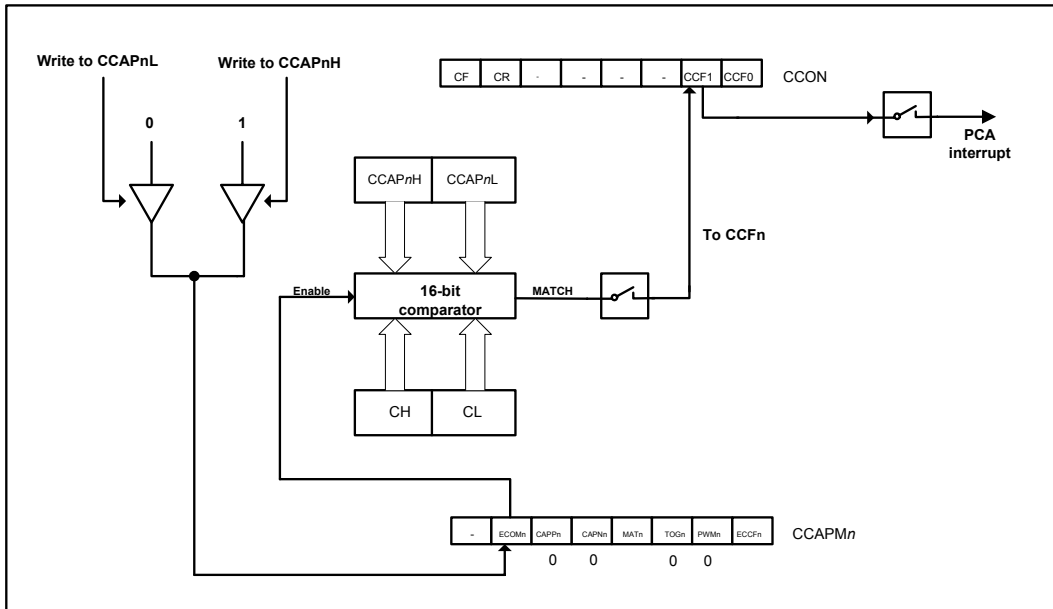 Write to CCAPnL
Write to CCAPnH
0
1
CF CR - - - - CCF1 CCF0 CCON
PCA
interrupt
CCAPnH CCAPnL
To CCFn
Enable
16-bit
comparator
MATCH
CH CL
- ECOMn CAPPn CAPNn MATn TOGn PWMn ECCFn CCAPMn
0 0 0 0